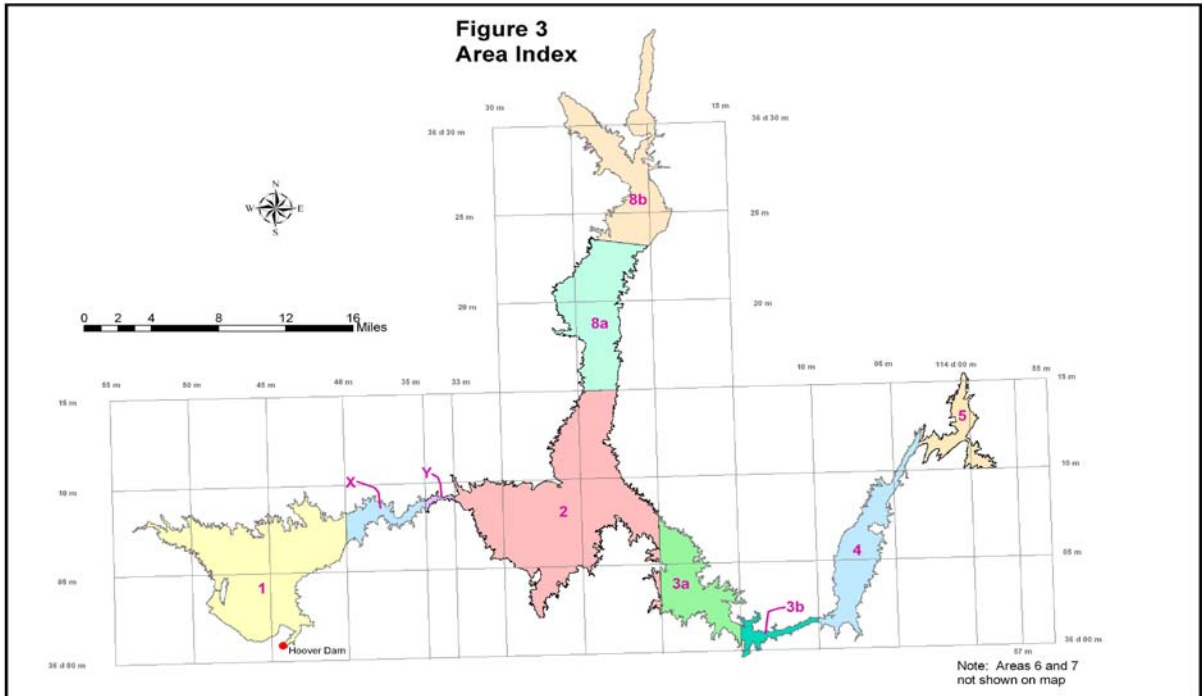 Figure 3
Area Index
30 m
15 m
36 d 30 m
36 d 30 m
N
W E
S
8b
25 m
25 m
20 m
20 m
8a
0 2 4 8 12 16
Miles
55 m 50 m 45 m 40 m 35 m 33 m
10 m 05 m 114 d 00 m 55 m
15 m
15 m
5
X
Y
10 m
10 m
2
4
1
05 m
3a
05 m
3b
Hoover Dam
36 d 00 m
36 d 00 m
57 m
Note: Areas 6 and 7
not shown on map